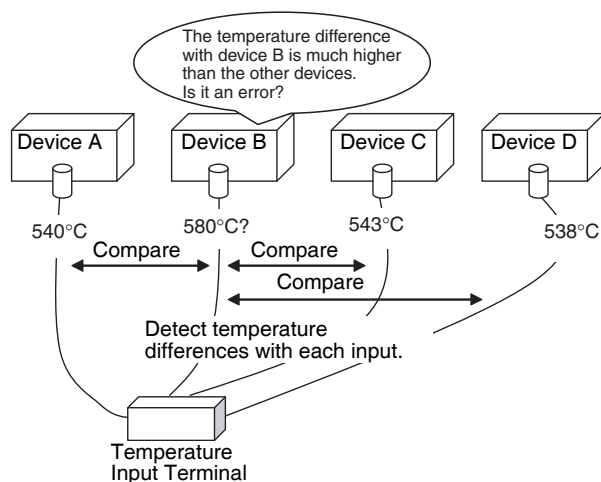 The temperature difference
with device B is much higher
than the other devices.
Is it an error?
Device A
Device B
Device C
Device D
540°C
580°C?
543°C
538°C
Compare
Compare
Compare
Detect temperature
differences with each input.
Temperature
Input Terminal